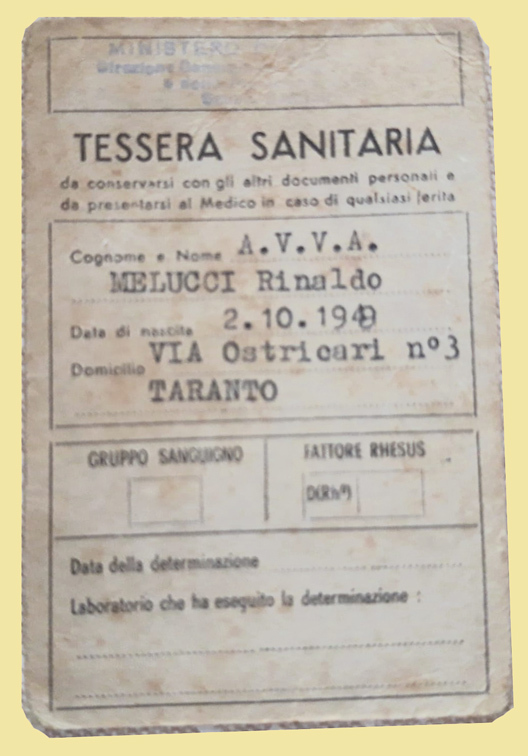 MINISTERO
Direzione
TESSERA SANITARIA
da conservarsi con gli altri documenti personali e
da presentarsi al Medico in caso di qualsiasi ferita
Cognome e Nome A.V.V.A.
MELUCCI Rinaldo
Data di nascita 2.10.1949
Domicilio VIA Ostricari nº3
TARANTO
GRUPPO SANGUIGNO
FATTORE RHESUS
D(Rhº)
Data della determinazione
Laboratorio che ha eseguito la determinazione :